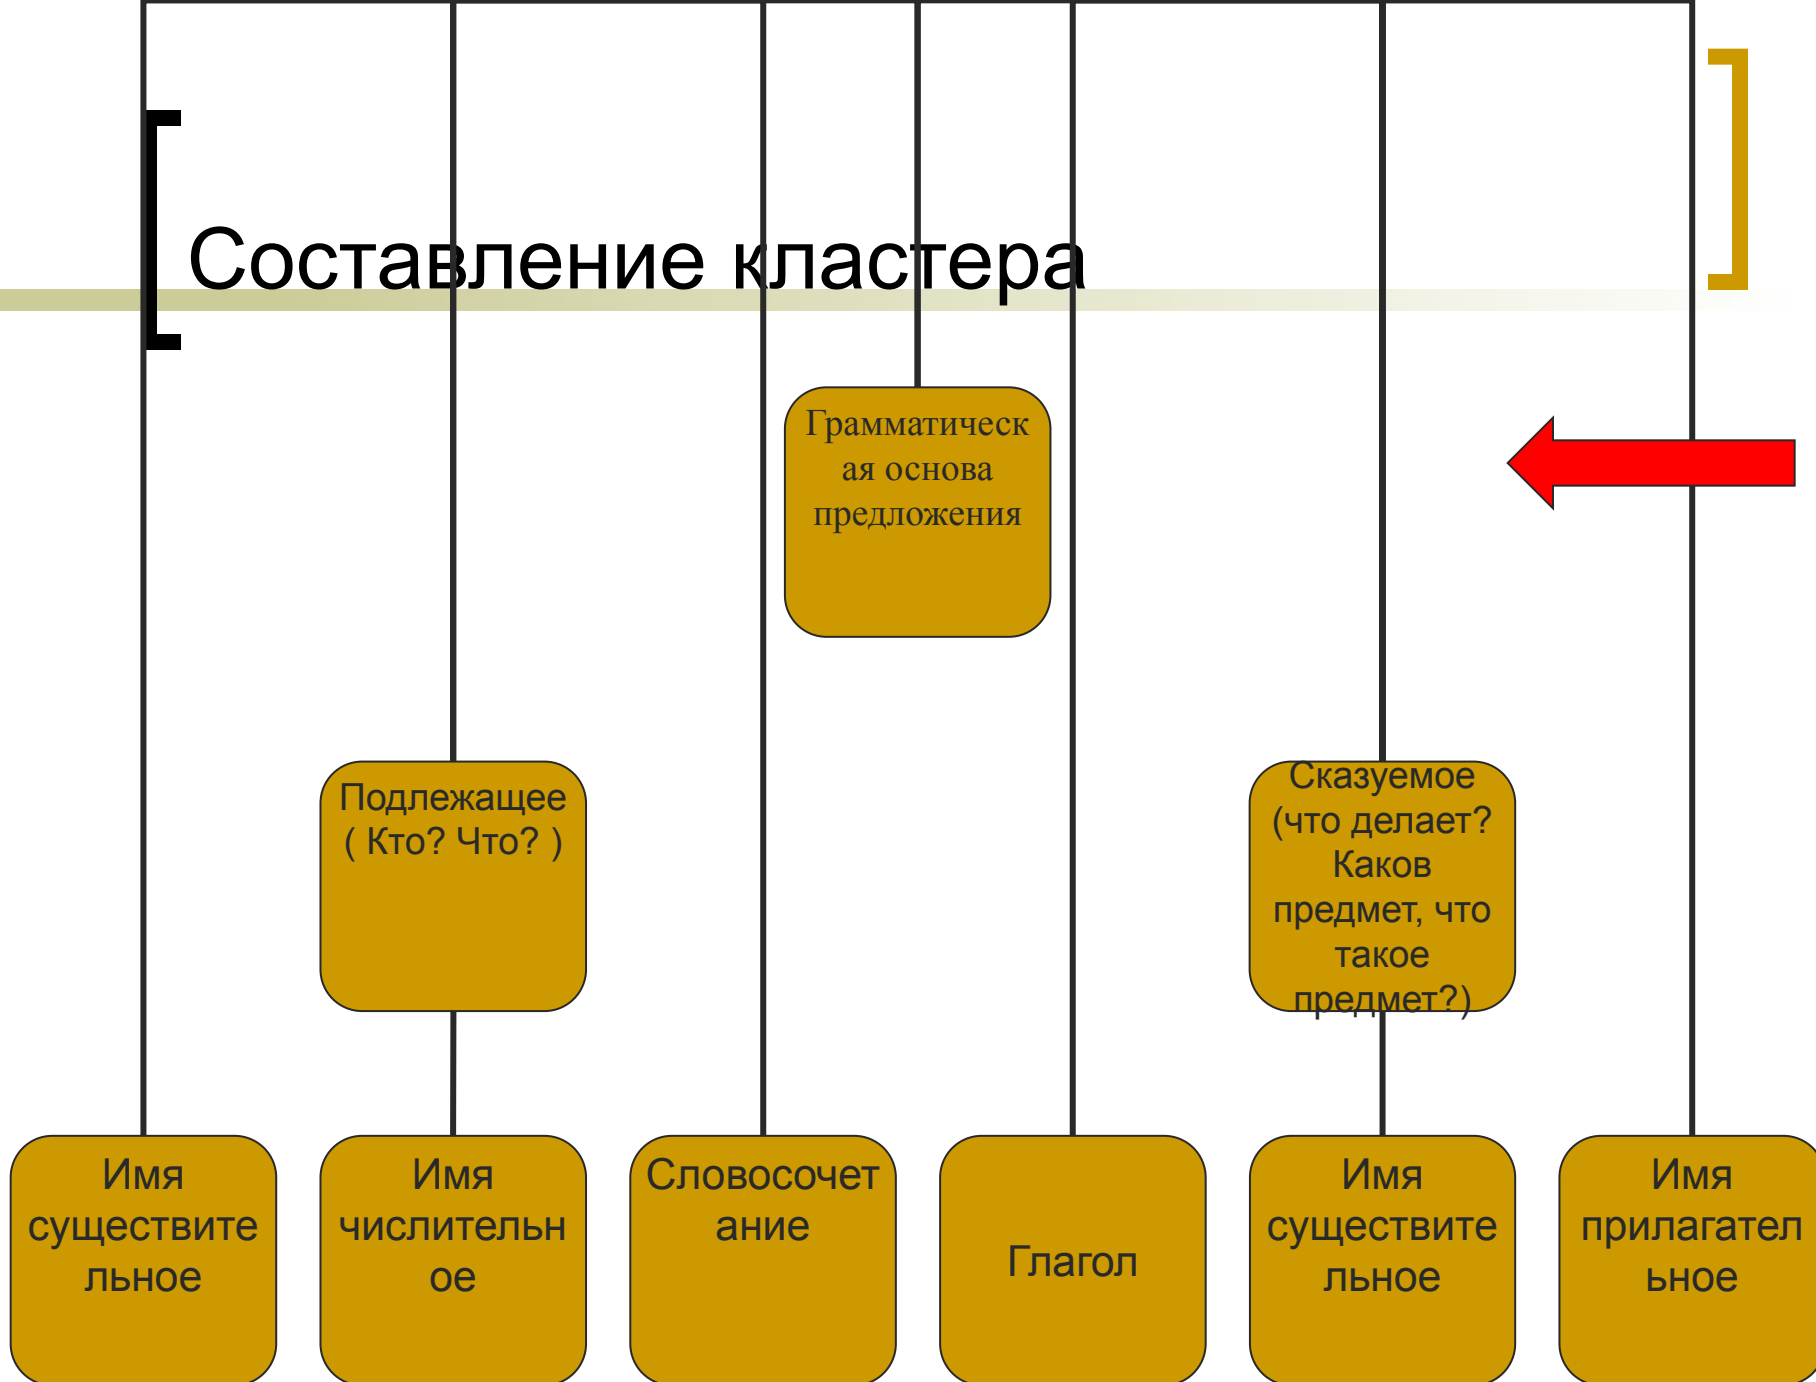 Составление кластера
Грамматическ
ая основа
предложения
Подлежащее
( Кто? Что? )
Сказуемое
(что делает?
Каков
предмет, что
такое
предмет?)
Имя
существите
льное
Имя
числительн
ое
Словосочет
ание
Глагол
Имя
существите
льное
Имя
прилагател
ьное